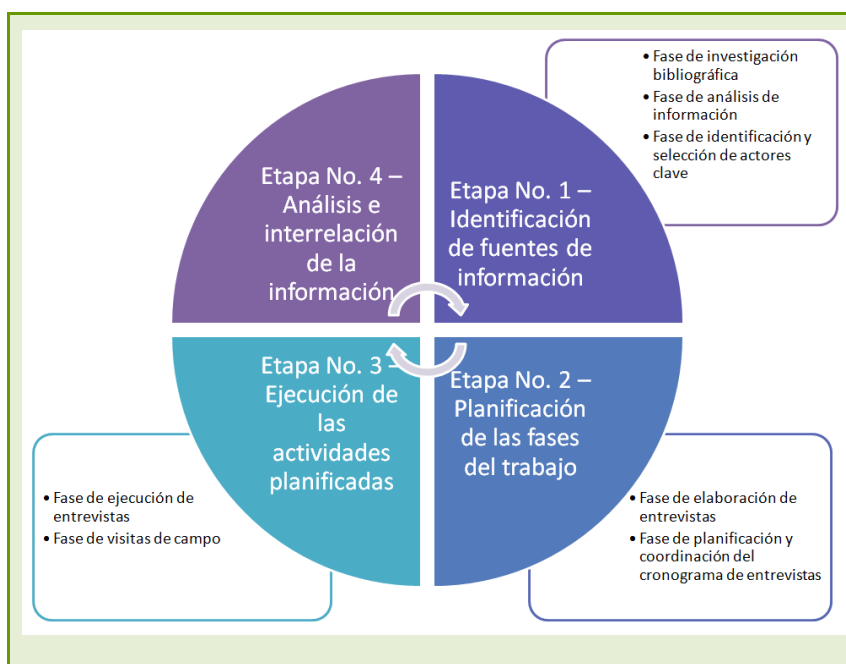 • Fase de investigación
bibliográfica
• Fase de análisis de
información
• Fase de identificación y
selección de actores
clave
Etapa No. 4 –
Análisis e
interrelación
de la
información
Etapa No. 1 –
Identificación
de fuentes de
información
Etapa No. 3 –
Ejecución de
las
actividades
planificadas
Etapa No. 2 –
Planificación
de las fases
del trabajo
• Fase de ejecución de
entrevistas
• Fase de visitas de campo
• Fase de elaboración de
entrevistas
• Fase de planificación y
coordinación del
cronograma de entrevistas